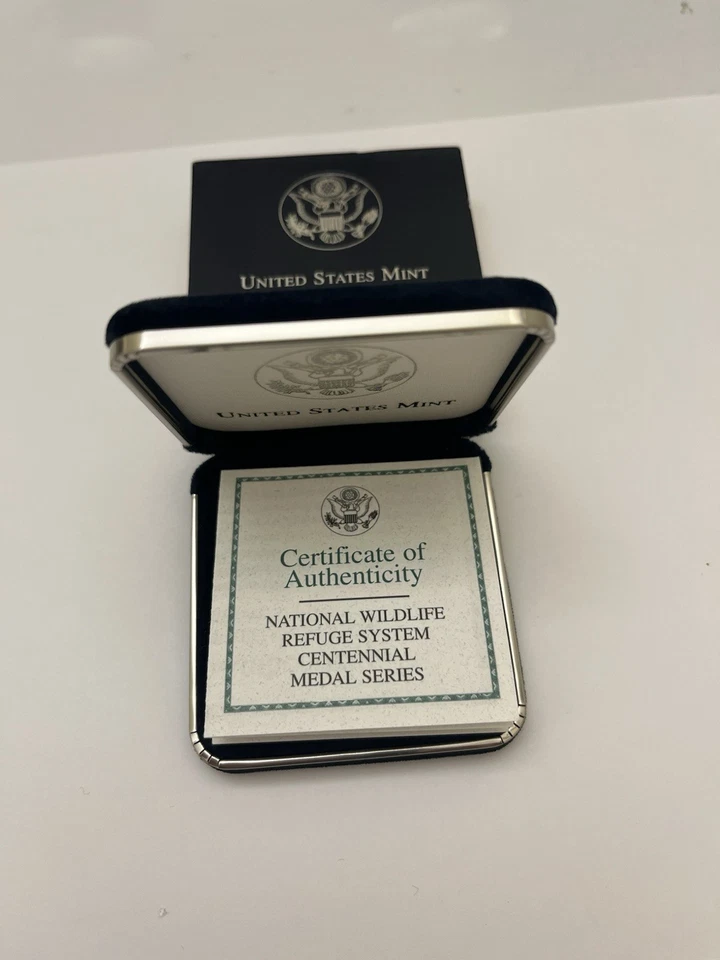 UNITED STATES MINT
UNITED STATES MINT
Certificate of
Authenticity
NATIONAL WILDLIFE
REFUGE SYSTEM
CENTENNIAL
MEDAL SERIES